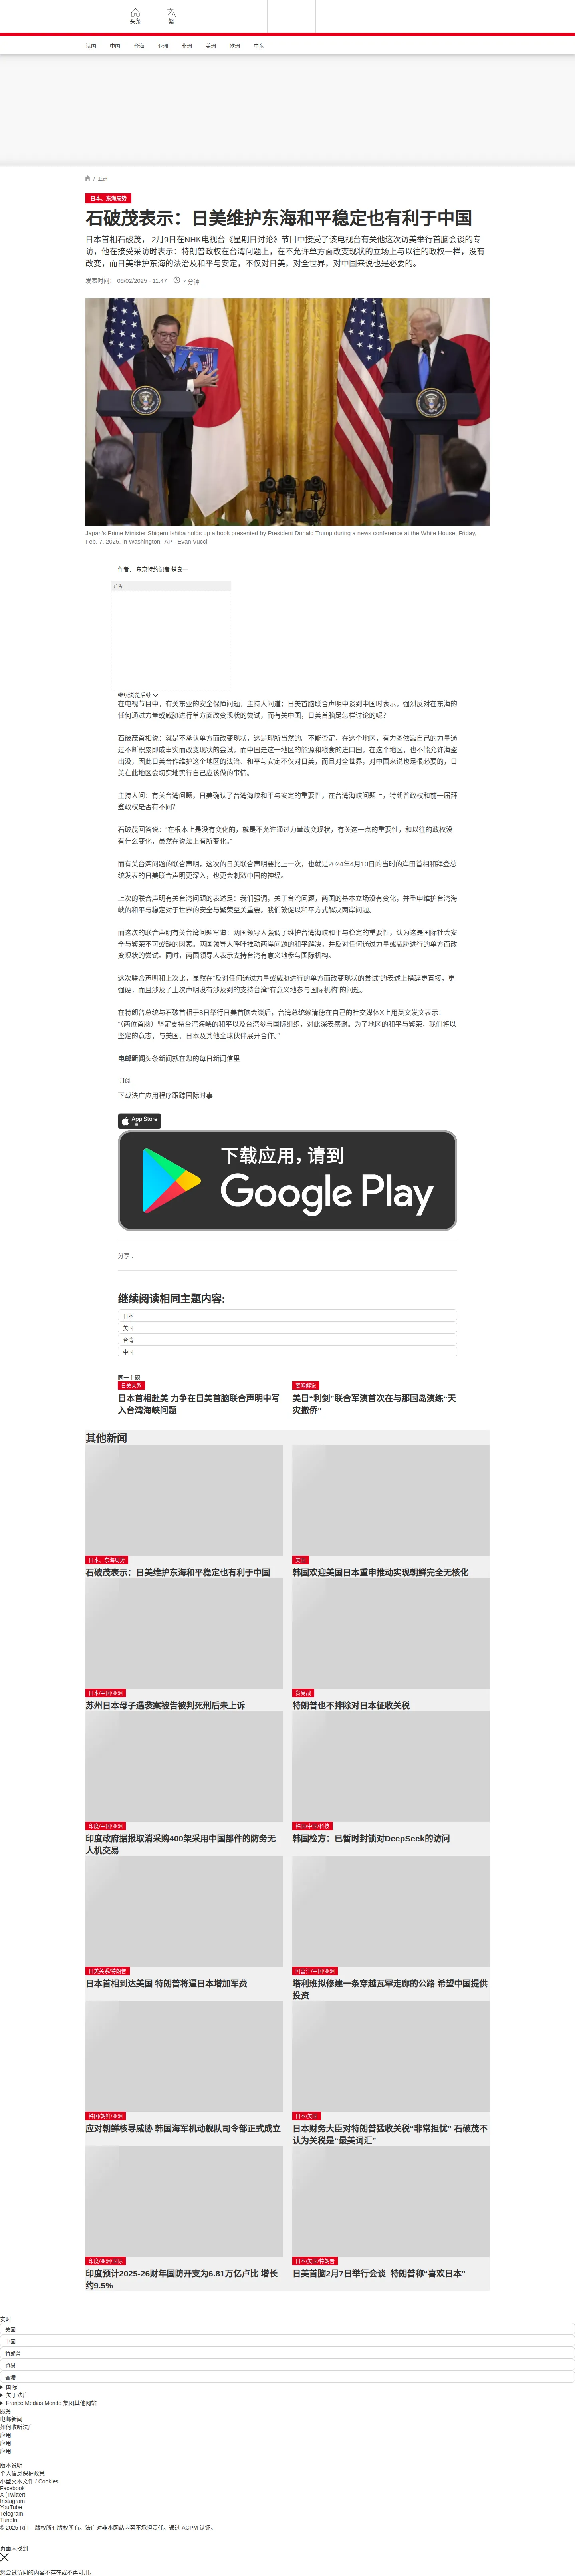 头条
繁
法国
中国
台海
亚洲
非洲
美洲
欧洲
中东
/ 亚洲
日本、东海局势
石破茂表示：日美维护东海和平稳定也有利于中国
日本首相石破茂， 2月9日在NHK电视台《星期日讨论》节目中接受了该电视台有关他这次访美举行首脑会谈的专
访，他在接受采访时表示：特朗普政权在台湾问题上，在不允许单方面改变现状的立场上与以往的政权一样，没有
改变，而日美维护东海的法治及和平与安定，不仅对日美，对全世界，对中国来说也是必要的。
发表时间： 09/02/2025 - 11:47
7 分钟
Japan's Prime Minister Shigeru Ishiba holds up a book presented by President Donald Trump during a news conference at the White House, Friday,
Feb. 7, 2025, in Washington. AP - Evan Vucci
作者： 东京特约记者 楚良一
广告
继续浏览后续
在电视节目中，有关东亚的安全保障问题，主持人问道：日美首脑联合声明中谈到中国时表示，强烈反对在东海的
任何通过力量或威胁进行单方面改变现状的尝试，而有关中国，日美首脑是怎样讨论的呢？
石破茂首相说：就是不承认单方面改变现状，这是理所当然的。不能否定，在这个地区，有力图依靠自己的力量通
过不断积累即成事实而改变现状的尝试，而中国是这一地区的能源和粮食的进口国，在这个地区，也不能允许海盗
出没，因此日美合作维护这个地区的法治、和平与安定不仅对日美，而且对全世界，对中国来说也是很必要的，日
美在此地区会切实地实行自己应该做的事情。
主持人问：有关台湾问题，日美确认了台湾海峡和平与安定的重要性，在台湾海峡问题上，特朗普政权和前一届拜
登政权是否有不同？
石破茂回答说：“在根本上是没有变化的，就是不允许通过力量改变现状，有关这一点的重要性，和以往的政权没
有什么变化，虽然在说法上有所变化。”
而有关台湾问题的联合声明，这次的日美联合声明要比上一次，也就是2024年4月10日的当时的岸田首相和拜登总
统发表的日美联合声明更深入，也更会刺激中国的神经。
上次的联合声明有关台湾问题的表述是：我们强调，关于台湾问题，两国的基本立场没有变化，并重申维护台湾海
峡的和平与稳定对于世界的安全与繁荣至关重要。我们敦促以和平方式解决两岸问题。
而这次的联合声明有关台湾问题写道：两国领导人强调了维护台湾海峡和平与稳定的重要性，认为这是国际社会安
全与繁荣不可或缺的因素。两国领导人呼吁推动两岸问题的和平解决，并反对任何通过力量或威胁进行的单方面改
变现状的尝试。同时，两国领导人表示支持台湾有意义地参与国际机构。
这次联合声明和上次比，显然在“反对任何通过力量或威胁进行的单方面改变现状的尝试”的表述上措辞更直接，更
强硬，而且涉及了上次声明没有涉及到的支持台湾“有意义地参与国际机构”的问题。
在特朗普总统与石破首相于8日举行日美首脑会谈后，台湾总统赖清德在自己的社交媒体X上用英文发文表示：
“（两位首脑）坚定支持台湾海峡的和平以及台湾参与国际组织，对此深表感谢。为了地区的和平与繁荣，我们将以
坚定的意志，与美国、日本及其他全球伙伴展开合作。”
电邮新闻头条新闻就在您的每日新闻信里
订阅
下载法广应用程序跟踪国际时事
App Store
下载应用，请到
Google Play
分享 :
继续阅读相同主题内容:
日本
美国
台湾
中国
同一主题
日美关系
日本首相赴美 力争在日美首脑联合声明中写
入台湾海峡问题
要闻解说
美日“利剑”联合军演首次在与那国岛演练“天
灾撤侨”
其他新闻
日本、东海局势
石破茂表示：日美维护东海和平稳定也有利于中国
美国
韩国欢迎美国日本重申推动实现朝鲜完全无核化
日本/中国/亚洲
苏州日本母子遇袭案被告被判死刑后未上诉
贸易战
特朗普也不排除对日本征收关税
印度/中国/亚洲
印度政府据报取消采购400架采用中国部件的防务无
人机交易
韩国/中国/科技
韩国检方：已暂时封锁对DeepSeek的访问
日美关系/特朗普
日本首相到达美国 特朗普将逼日本增加军费
阿富汗/中国/亚洲
塔利班拟修建一条穿越瓦罕走廊的公路 希望中国提供
投资
韩国/朝鲜/亚洲
应对朝鲜核导威胁 韩国海军机动舰队司令部正式成立
日本/美国
日本财务大臣对特朗普猛收关税“非常担忧” 石破茂不
认为关税是“最美词汇”
印度/亚洲/国际
印度预计2025-26财年国防开支为6.81万亿卢比 增长
约9.5%
日本/美国/特朗普
日美首脑2月7日举行会谈 特朗普称“喜欢日本”
实时
美国
中国
特朗普
贸易
香港
国际
关于法广
France Médias Monde 集团其他网站
服务
电邮新闻
如何收听法广
应用
应用
应用
版本说明
个人信息保护政策
小型文本文件 / Cookies
Facebook
X (Twitter)
Instagram
YouTube
Telegram
TuneIn
© 2025 RFI – 版权所有版权所有。法广对非本网站内容不承担责任。通过 ACPM 认证。
页面未找到
您尝试访问的内容不存在或不再可用。